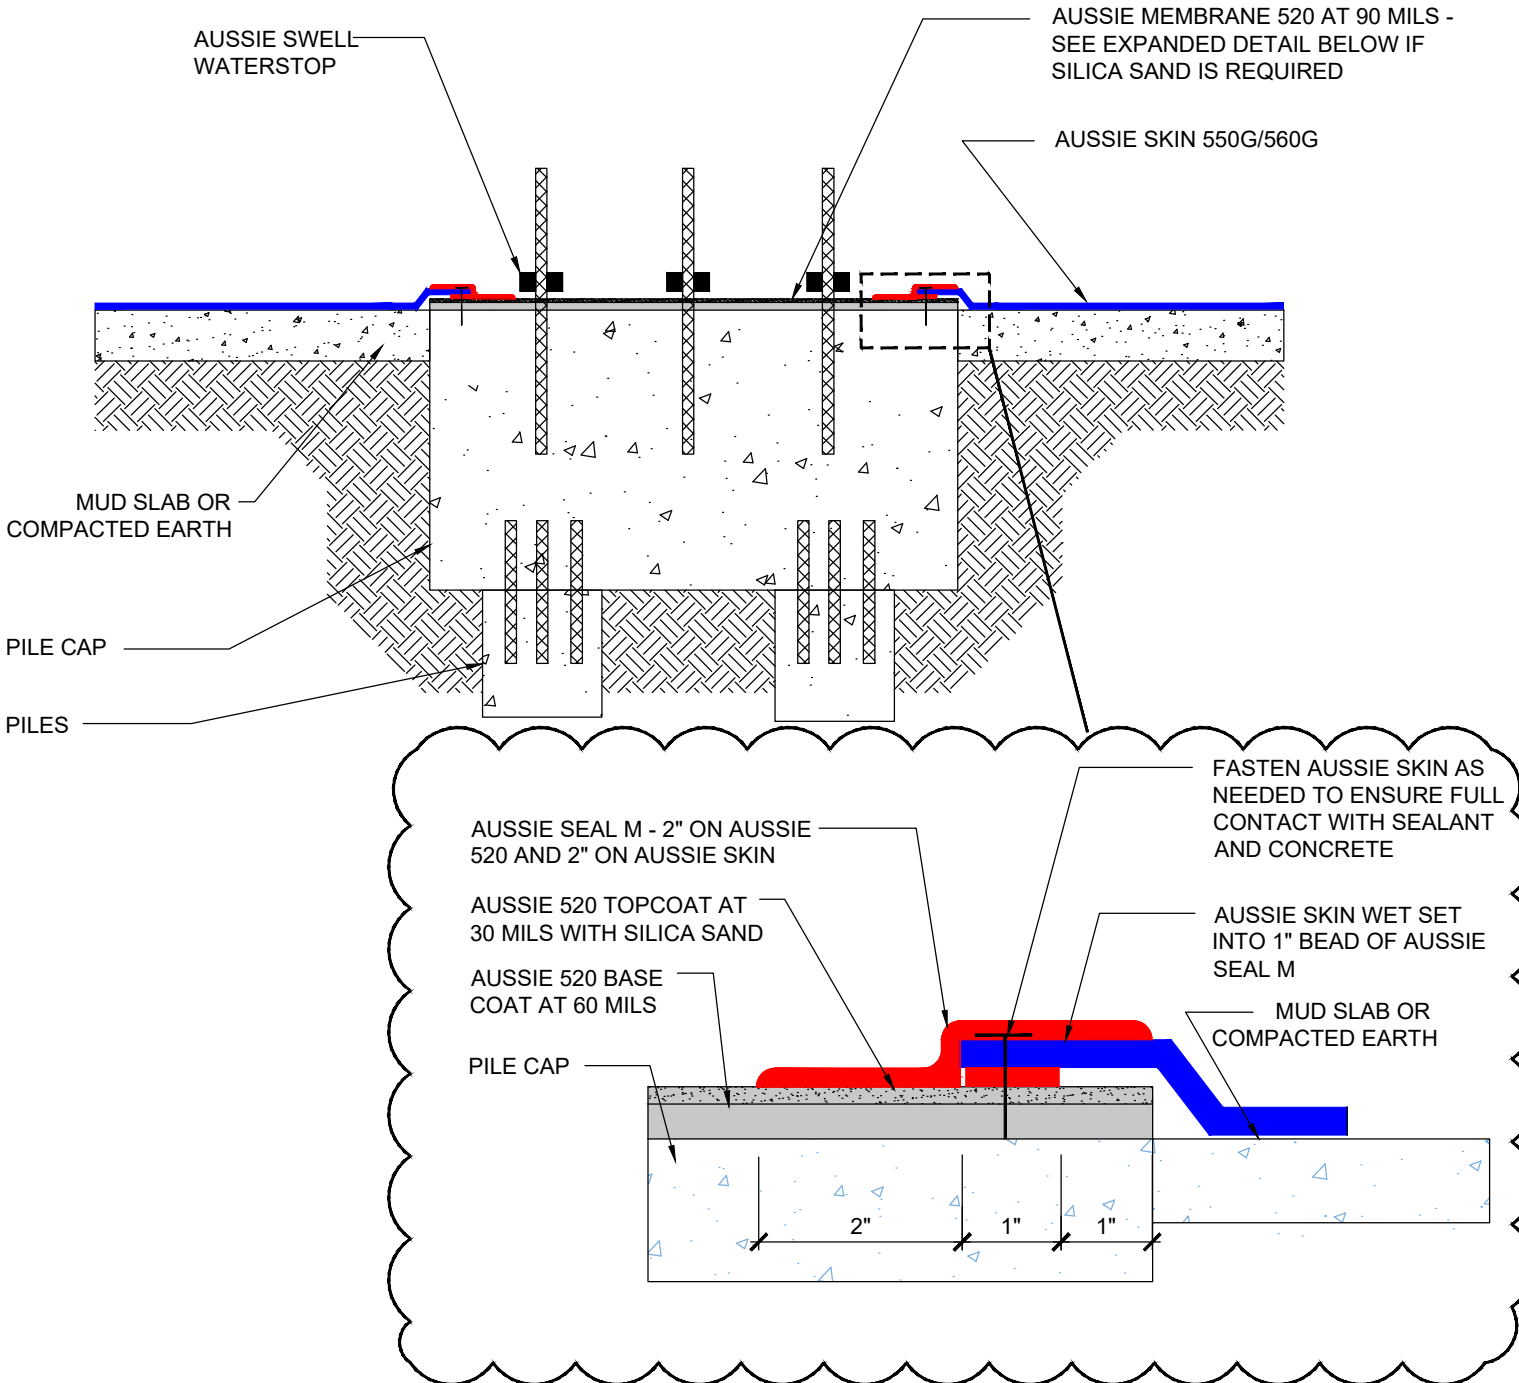 AUSSIE SWELL
WATERSTOP
AUSSIE MEMBRANE 520 AT 90 MILS -
SEE EXPANDED DETAIL BELOW IF
SILICA SAND IS REQUIRED
AUSSIE SKIN 550G/560G
MUD SLAB OR
COMPACTED EARTH
PILE CAP
PILES
FASTEN AUSSIE SKIN AS
NEEDED TO ENSURE FULL
CONTACT WITH SEALANT
AND CONCRETE
AUSSIE SEAL M - 2" ON AUSSIE
520 AND 2" ON AUSSIE SKIN
AUSSIE 520 TOPCOAT AT
30 MILS WITH SILICA SAND
AUSSIE SKIN WET SET
INTO 1" BEAD OF AUSSIE
SEAL M
AUSSIE 520 BASE
COAT AT 60 MILS
MUD SLAB OR
COMPACTED EARTH
PILE CAP
2"
1"
1"